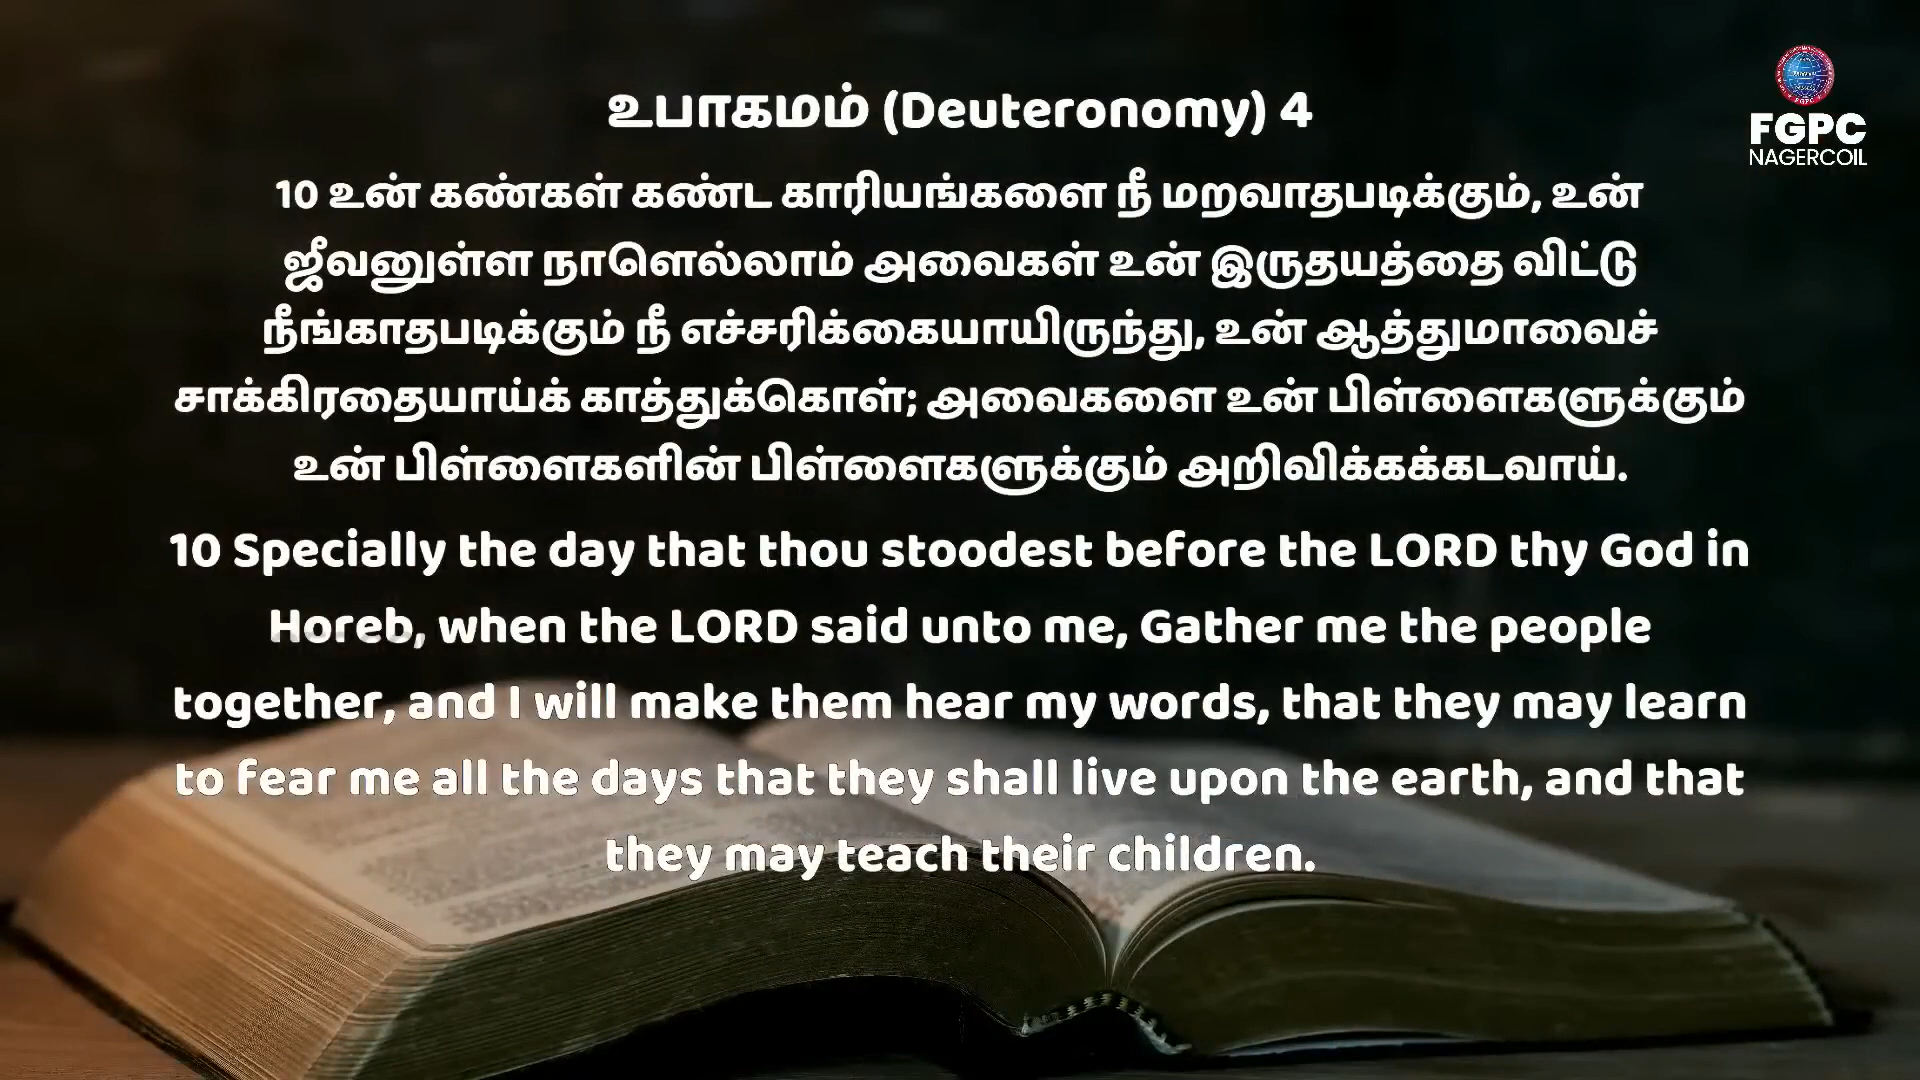 உபாகமம் (Deuteronomy) 4
10 உன் கண்கள் கண்ட காரியங்களை நீ மறவாதபடிக்கும், உன்
ஜீவனுள்ள நாளெல்லாம் அவைகள் உன் இருதயத்தை விட்டு
நீங்காதபடிக்கும் நீ எச்சரிக்கையாயிருந்து, உன் ஆத்துமாவைச்
சாக்கிரதையாய்க் காத்துக்கொள்; அவைகளை உன் பிள்ளைகளுக்கும்
உன் பிள்ளைகளின் பிள்ளைகளுக்கும் அறிவிக்கக்கடவாய்.
10 Specially the day that thou stoodest before the LORD thy God in
Horeb, when the LORD said unto me, Gather me the people
together, and I will make them hear my words, that they may learn
to fear me all the days that they shall live upon the earth, and that
they may teach their children.
FGPC
NAGERCOIL